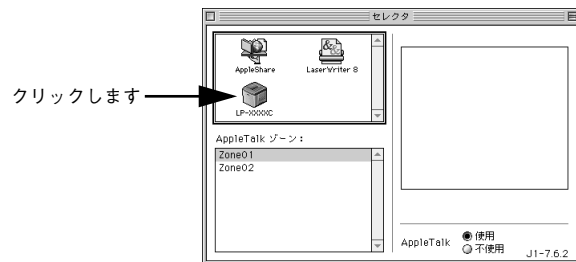 セレクタ
AppleShare
LaserWriter 8
クリックします
LP-XXXXC
AppleTalk ゾーン：
Zone01
Zone02
AppleTalk
使用
不使用
J1-7.6.2